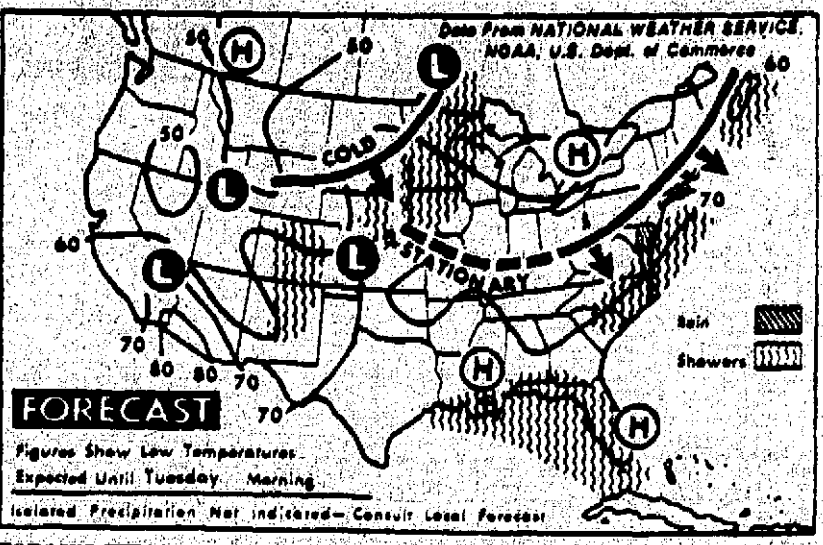 Data From NATIONAL WEATHER SERVICE,
NOAA, U.S. Dept. of Commerce
50 H 50 L 60
50 COLD H
L 70
60 L L STATIONARY
70 80 80 70
70 H H
Rain
Showers
FORECAST
Figures Show Low Temperatures
Expected Until Tuesday Morning
Isolated Precipitation Not Indicated— Consult Local Forecast